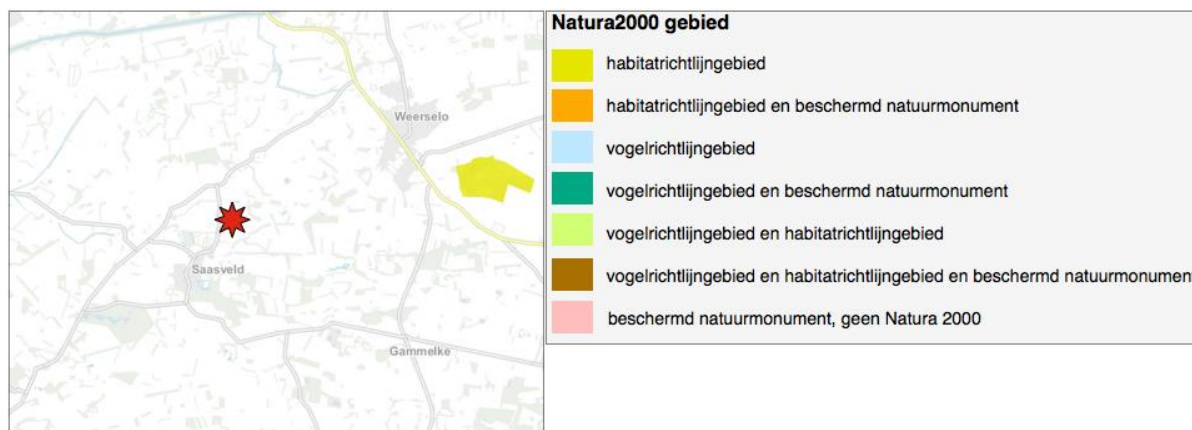 Weerselo
Saasveld
Gammelke
Natura2000 gebied
habitatrichtlijngebied
habitatrichtlijngebied en beschermd natuurmonument
vogelrichtlijngebied
vogelrichtlijngebied en beschermd natuurmonument
vogelrichtlijngebied en habitatrichtlijngebied
vogelrichtlijngebied en habitatrichtlijngebied en beschermd natuurmonumen
beschermd natuurmonument, geen Natura 2000